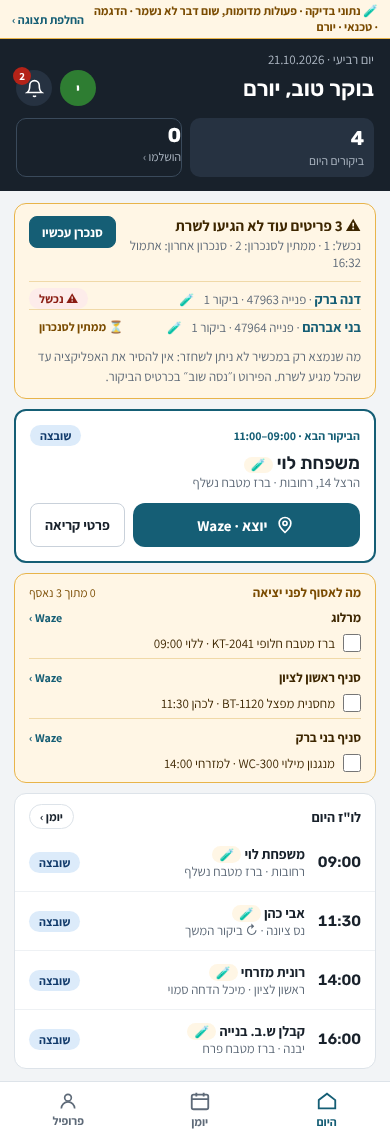 🧪 נתוני בדיקה · פעולות מדומות, שום דבר לא נשמר · הדגמה
· טכנאי · יורם
החלפת תצוגה ›
יום רביעי · 21.10.2026
בוקר טוב, יורם
י
2
4
ביקורים היום
0
הושלמו ›
⚠ 3 פריטים עוד לא הגיעו לשרת
נכשל: 1 · ממתין לסנכרון: 2 · סנכרון אחרון: אתמול
16:32
סנכרן עכשיו
דנה ברק · פנייה 47963 · ביקור 1 🧪 ⚠ נכשל
בני אברהם · פנייה 47964 · ביקור 1 🧪 ⏳ ממתין לסנכרון
מה שנמצא רק במכשיר לא ניתן לשחזר: אין להסיר את האפליקציה עד
שהכל מגיע לשרת. הפירוט ו״נסה שוב״ בכרטיס הביקור.
הביקור הבא · 09:00–11:00
שובצה
משפחת לוי 🧪
הרצל 14, רחובות · ברז מטבח נשלף
יוצא · Waze
פרטי קריאה
מה לאסוף לפני יציאה
0 מתוך 3 נאסף
מרלוג
Waze ›
ברז מטבח חלופי KT-2041 · ללוי 09:00
סניף ראשון לציון
Waze ›
מחסנית מפצל BT-1120 · לכהן 11:30
סניף בני ברק
Waze ›
מנגנון מילוי WC-300 · למזרחי 14:00
לו"ז היום
יומן ›
09:00
משפחת לוי 🧪
רחובות · ברז מטבח נשלף
שובצה
11:30
אבי כהן 🧪
נס ציונה · ↻ ביקור המשך
שובצה
14:00
רונית מזרחי 🧪
ראשון לציון · מיכל הדחה סמוי
שובצה
16:00
קבלן ש.ב. בנייה 🧪
יבנה · ברז מטבח פרח
שובצה
היום
יומן
פרופיל